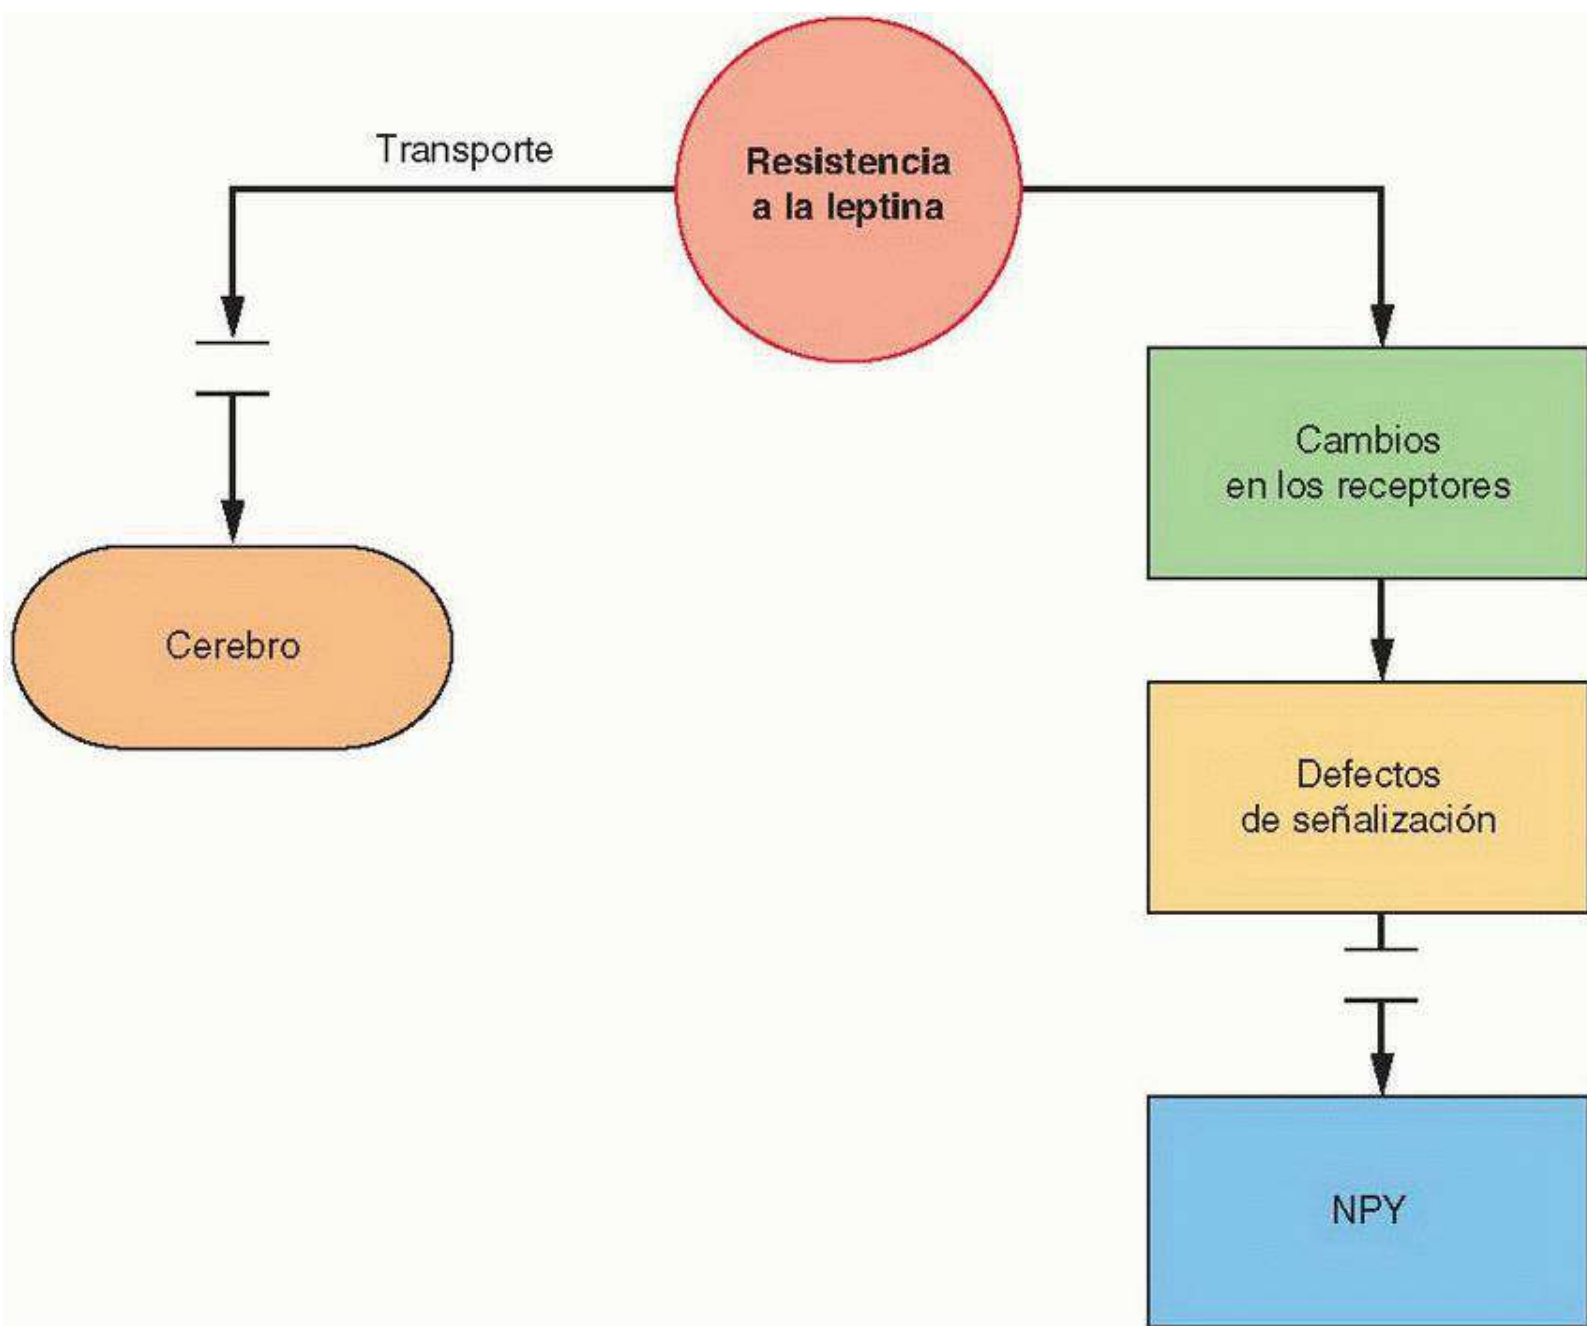 Transporte
Resistencia
a la leptina
Cambios
en los receptores
Cerebro
Defectos
de señalización
NPY